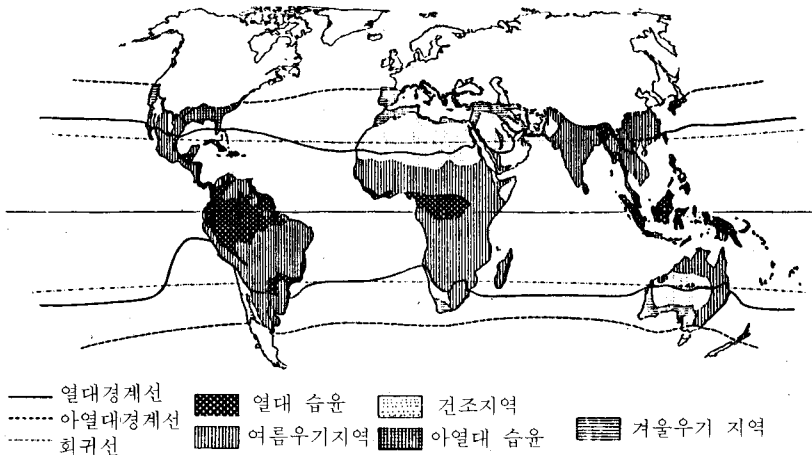 열대경계선
아열대경계선
회귀선
열대 습윤
여름우기지역
건조지역
아열대 습윤
겨울우기 지역